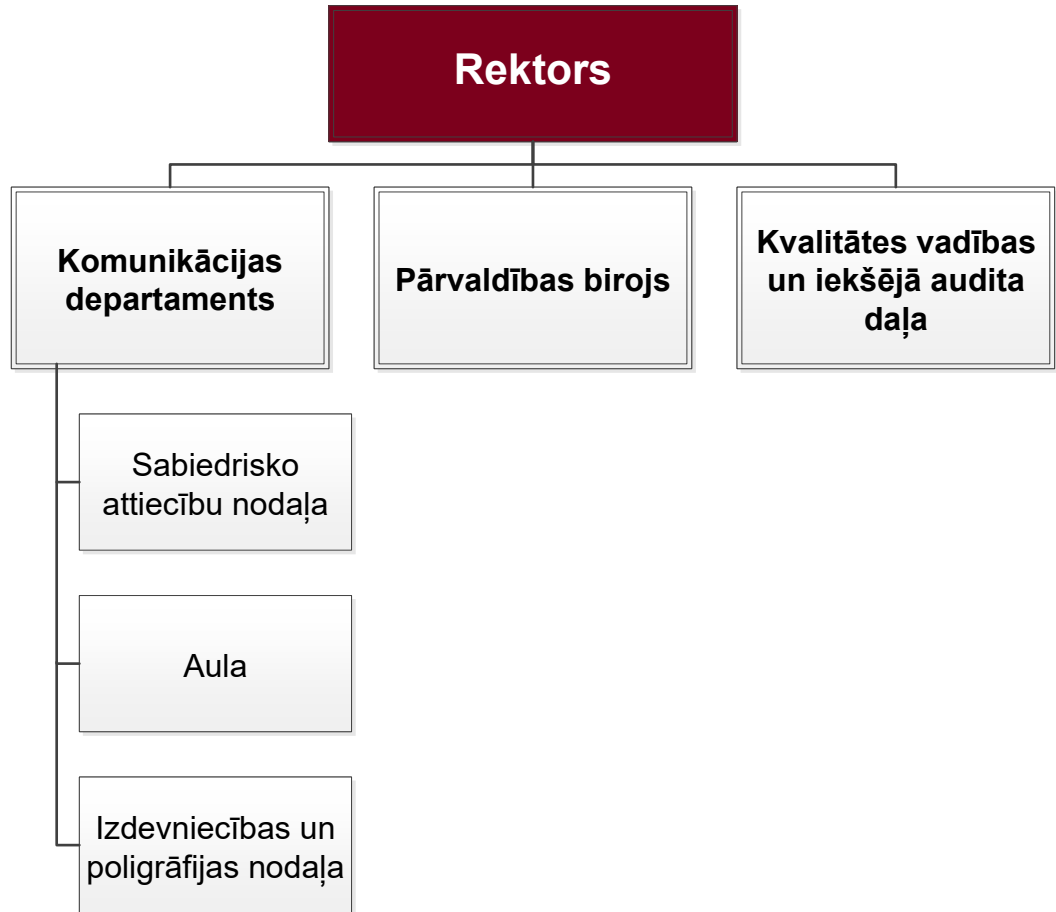 Rektors
Komunikācijas
departaments
Pārvaldības birojs
Kvalitātes vadības
un iekšējā audita
daļa
Sabiedrisko
attiecību nodaļa
Aula
Izdevniecības un
poligrāfijas nodaļa